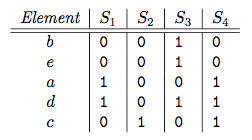 Element S₁ S₂ S₃ S₄
b 0 0 1 0
e 0 0 1 0
a 1 0 0 1
d 1 0 1 1
c 0 1 0 1